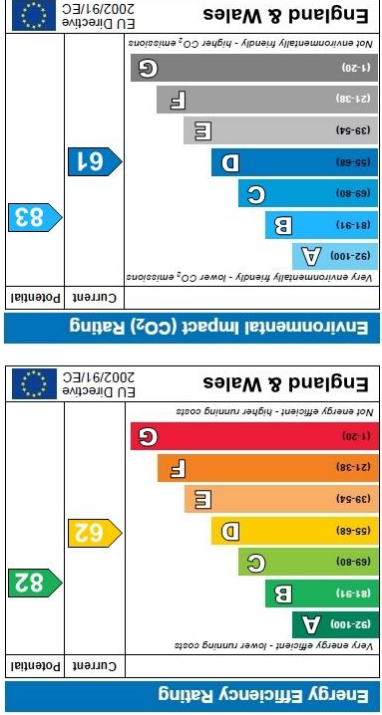 Energy Efficiency Rating
Current Potential
Very energy efficient - lower running costs
(92-100) A
(81-91) B
(69-80) C
(55-68) D
(39-54) E
(21-38) F
(1-20) G
62
82
Not energy efficient - higher running costs
England & Wales
EU Directive
2002/91/EC
Environmental Impact (CO₂) Rating
Current Potential
Very environmentally friendly - lower CO₂ emissions
(92-100) A
(81-91) B
(69-80) C
(55-68) D
(39-54) E
(21-38) F
(1-20) G
61
83
Not environmentally friendly - higher CO₂ emissions
England & Wales
EU Directive
2002/91/EC